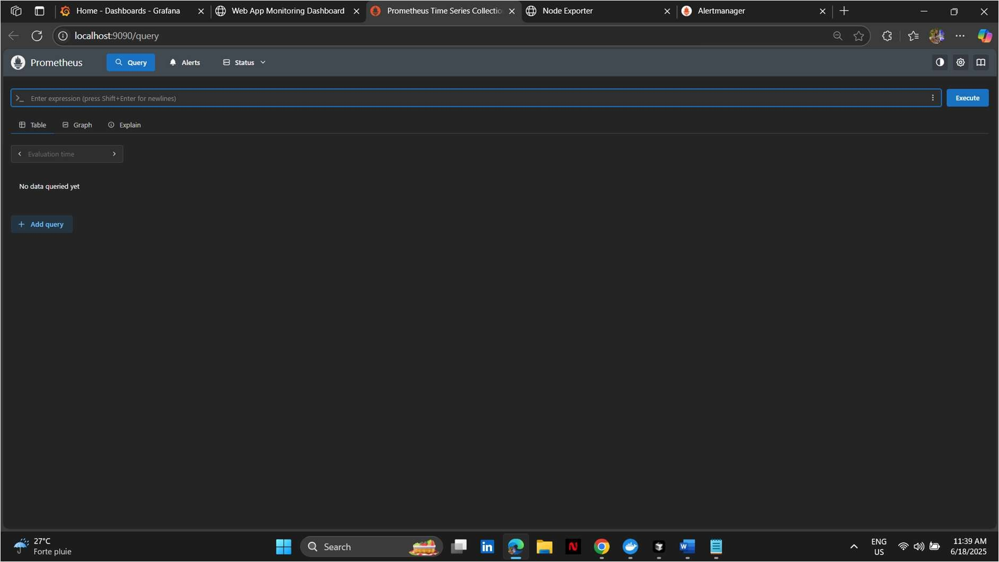 Home - Dashboards - Grafana
Web App Monitoring Dashboard
Prometheus Time Series Collectio
Node Exporter
Alertmanager
localhost:9090/query
Prometheus
Query
Alerts
Status
>_ Enter expression (press Shift+Enter for newlines)
Execute
Table
Graph
Explain
Evaluation time
No data queried yet
+ Add query
27°C
Forte pluie
Search
ENG
US
11:39 AM
6/18/2025